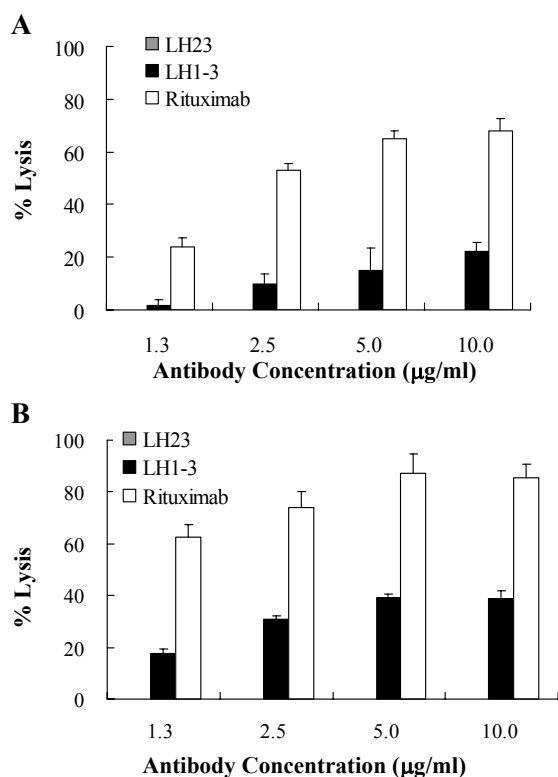 A
100
80
60
40
20
0
% Lysis
LH23
LH1-3
Rituximab
1.3 2.5 5.0 10.0
Antibody Concentration (μg/ml)
B
100
80
60
40
20
0
% Lysis
LH23
LH1-3
Rituximab
1.3 2.5 5.0 10.0
Antibody Concentration (μg/ml)